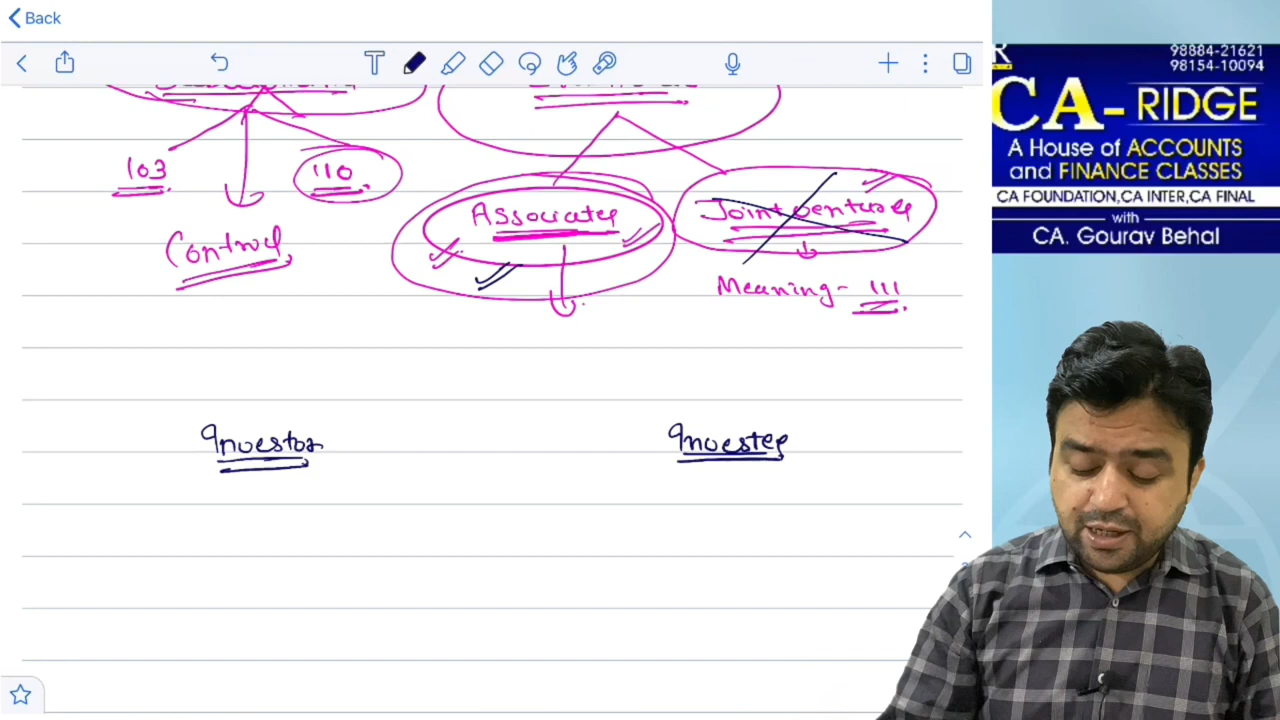 Back
98884-21621
98154-10094
CA- RIDGE
A House of ACCOUNTS
and FINANCE CLASSES
CA FOUNDATION,CA INTER,CA FINAL
with
CA. Gourav Behal
103
110
Control
Associates
Joint ventures
Meaning - 111
Investor
Investee